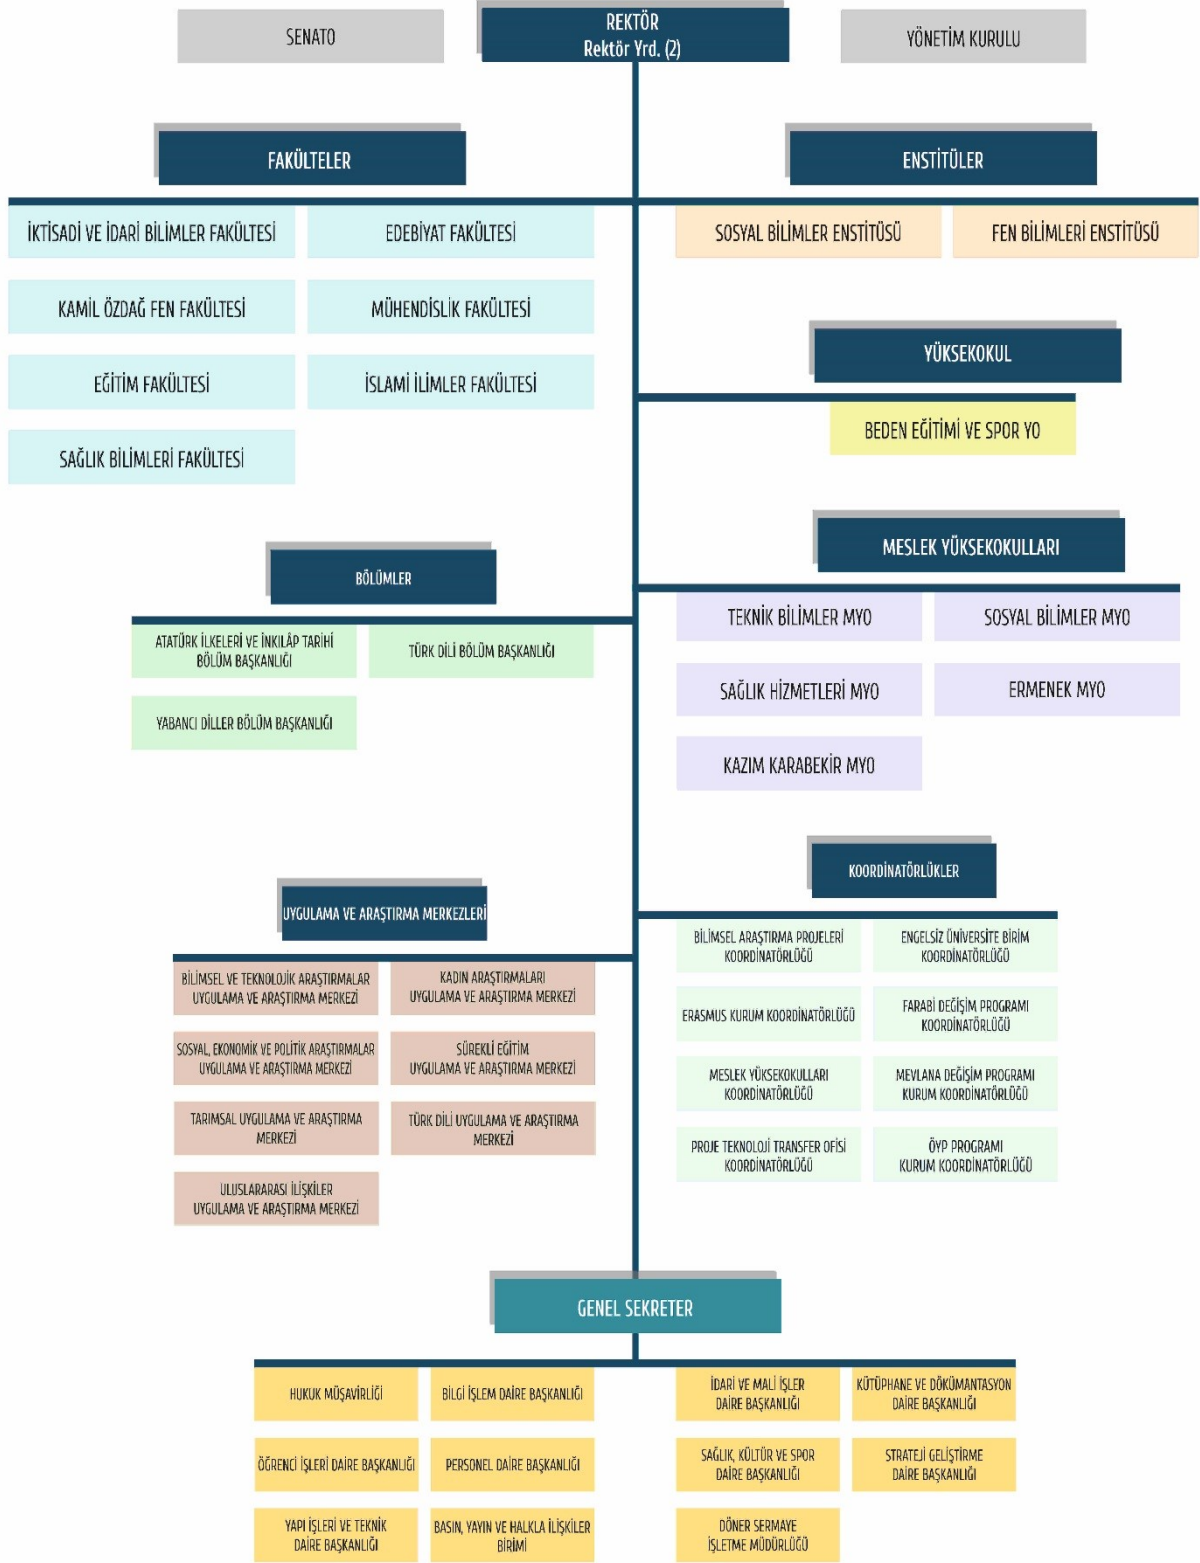 SENATO
REKTÖR
Rektör Yrd. (2)
YÖNETİM KURULU
FAKÜLTELER
İKTİSADİ VE İDARİ BİLİMLER FAKÜLTESİ
EDEBİYAT FAKÜLTESİ
KAMİL ÖZDAĞ FEN FAKÜLTESİ
MÜHENDİSLİK FAKÜLTESİ
EĞİTİM FAKÜLTESİ
İSLAMİ İLİMLER FAKÜLTESİ
SAĞLIK BİLİMLERİ FAKÜLTESİ
ENSTİTÜLER
SOSYAL BİLİMLER ENSTİTÜSÜ
FEN BİLİMLERİ ENSTİTÜSÜ
YÜKSEKOKUL
BEDEN EĞİTİMİ VE SPOR YO
BÖLÜMLER
ATATÜRK İLKELERİ VE İNKILÂP TARİHİ
BÖLÜM BAŞKANLIĞI
TÜRK DİLİ BÖLÜM BAŞKANLIĞI
YABANCI DİLLER BÖLÜM BAŞKANLIĞI
MESLEK YÜKSEKOKULLARI
TEKNİK BİLİMLER MYO
SOSYAL BİLİMLER MYO
SAĞLIK HİZMETLERİ MYO
ERMENEK MYO
KAZIM KARABEKİR MYO
UYGULAMA VE ARAŞTIRMA MERKEZLERİ
BİLİMSEL VE TEKNOLOJİK ARAŞTIRMALAR
UYGULAMA VE ARAŞTIRMA MERKEZİ
KADIN ARAŞTIRMALARI
UYGULAMA VE ARAŞTIRMA MERKEZİ
SOSYAL, EKONOMİK VE POLİTİK ARAŞTIRMALAR
UYGULAMA VE ARAŞTIRMA MERKEZİ
SÜREKLİ EĞİTİM
UYGULAMA VE ARAŞTIRMA MERKEZİ
TARIMSAL UYGULAMA VE ARAŞTIRMA
MERKEZİ
TÜRK DİLİ UYGULAMA VE ARAŞTIRMA
MERKEZİ
ULUSLARARASI İLİŞKİLER
UYGULAMA VE ARAŞTIRMA MERKEZİ
KOORDİNATÖRLÜKLER
BİLİMSEL ARAŞTIRMA PROJELERİ
KOORDİNATÖRLÜĞÜ
ENGELSİZ ÜNİVERSİTE BİRİM
KOORDİNATÖRLÜĞÜ
ERASMUS KURUM KOORDİNATÖRLÜĞÜ
FARABİ DEĞİŞİM PROGRAMI
KOORDİNATÖRLÜĞÜ
MESLEK YÜKSEKOKULLARI
KOORDİNATÖRLÜĞÜ
MEVLANA DEĞİŞİM PROGRAMI
KURUM KOORDİNATÖRLÜĞÜ
PROJE TEKNOLOJİ TRANSFER OFİSİ
KOORDİNATÖRLÜĞÜ
ÖYP PROGRAMI
KURUM KOORDİNATÖRLÜĞÜ
GENEL SEKRETER
HUKUK MÜŞAVİRLİĞİ
BİLGİ İŞLEM DAİRE BAŞKANLIĞI
İDARİ VE MALİ İŞLER
DAİRE BAŞKANLIĞI
KÜTÜPHANE VE DÖKÜMANTASYON
DAİRE BAŞKANLIĞI
ÖĞRENCİ İŞLERİ DAİRE BAŞKANLIĞI
PERSONEL DAİRE BAŞKANLIĞI
SAĞLIK, KÜLTÜR VE SPOR
DAİRE BAŞKANLIĞI
STRATEJİ GELİŞTİRME
DAİRE BAŞKANLIĞI
YAPI İŞLERİ VE TEKNİK
DAİRE BAŞKANLIĞI
BASIN, YAYIN VE HALKLA İLİŞKİLER
BİRİMİ
DÖNER SERMAYE
İŞLETME MÜDÜRLÜĞÜ